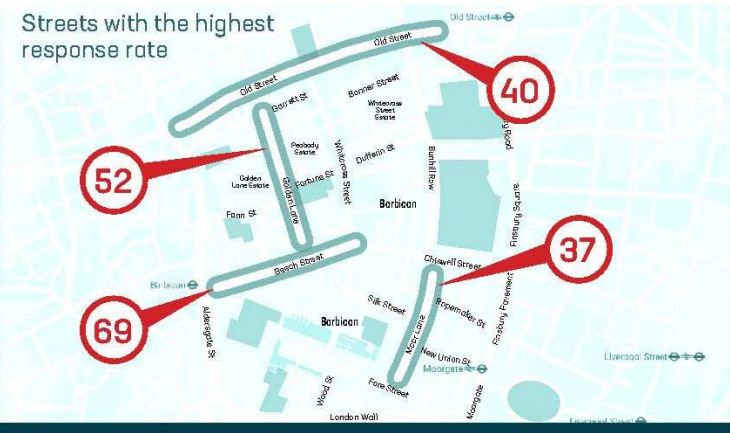 Streets with the highest
response rate
Old Street
Old Street
40
Old Street
Garrett St
Banner Street
Whitecross
Street
Estate
Peabody
Estate
Whitcross Street
Dufferin St
Bunhill Row
52
Golden
Lane Estate
Golden Lane
Fortune St
Barbican
Finsbury Square
Fann St
37
Chiswell Street
Beech Street
Barbican
Silk Street
Ropemaker St
Finsbury Pavement
69
Aldersgate St
Barbican
Moor Lane
New Union St
Moorgate
Liverpool Street
Fore Street
Wood St
Moorgate
London Wall
Liverpool Street